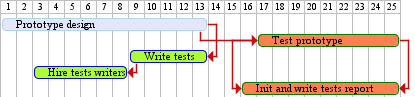 1 2 3 4 5 6 7 8 9 10 11 12 13 14 15 16 17 18 19 20 21 22 23 24 25
Prototype design
Test prototype
Write tests
Hire tests writers
Init and write tests report